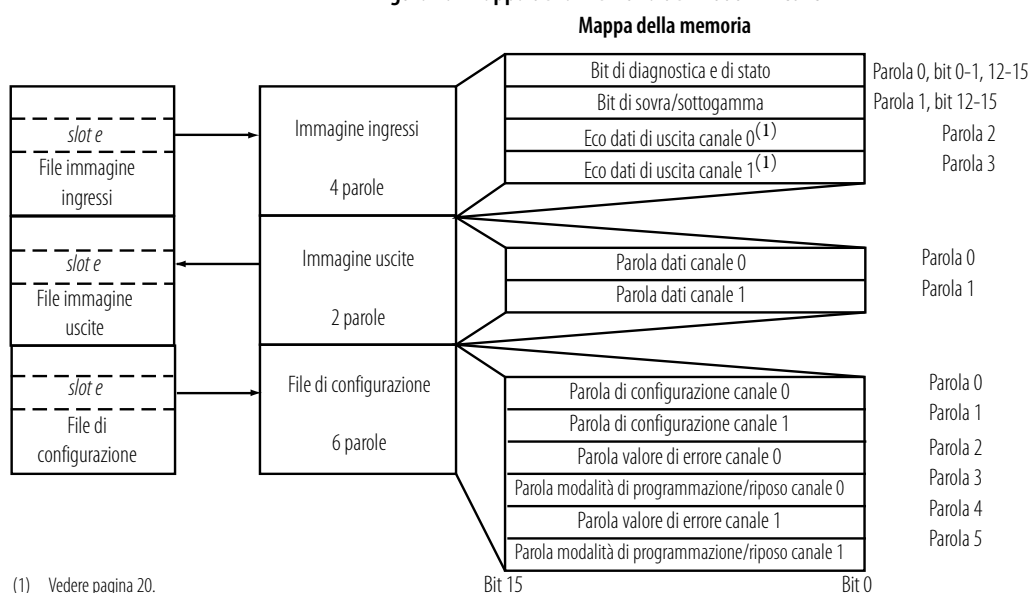 Mappa della memoria
slot e
File immagine
ingressi
slot e
File immagine
uscite
slot e
File di
configurazione
Immagine ingressi
4 parole
Immagine uscite
2 parole
File di configurazione
6 parole
Bit di diagnostica e di stato
Parola 0, bit 0-1, 12-15
Bit di sovra/sottogamma
Parola 1, bit 12-15
Eco dati di uscita canale 0(1)
Parola 2
Eco dati di uscita canale 1(1)
Parola 3
Parola dati canale 0
Parola 0
Parola dati canale 1
Parola 1
Parola di configurazione canale 0
Parola 0
Parola di configurazione canale 1
Parola 1
Parola valore di errore canale 0
Parola 2
Parola modalità di programmazione/riposo canale 0
Parola 3
Parola valore di errore canale 1
Parola 4
Parola modalità di programmazione/riposo canale 1
Parola 5
Bit 15
Bit 0
(1) Vedere pagina 20.